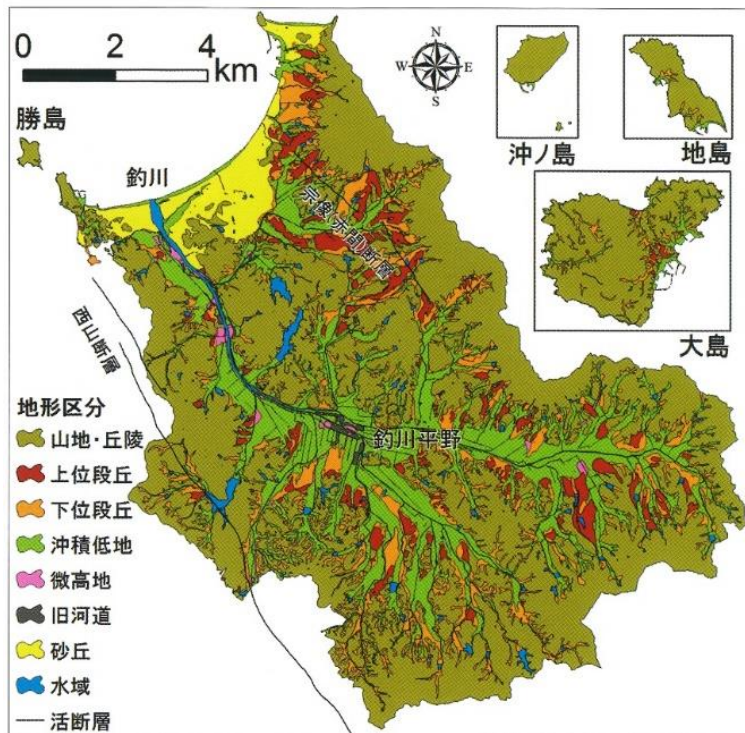 0 2 4
km
N
W E
S
勝島
釣川
沖ノ島
地島
大島
宗像(赤間)断層
西山断層
釣川平野
地形区分
山地・丘陵
上位段丘
下位段丘
沖積低地
微高地
旧河道
砂丘
水域
活断層